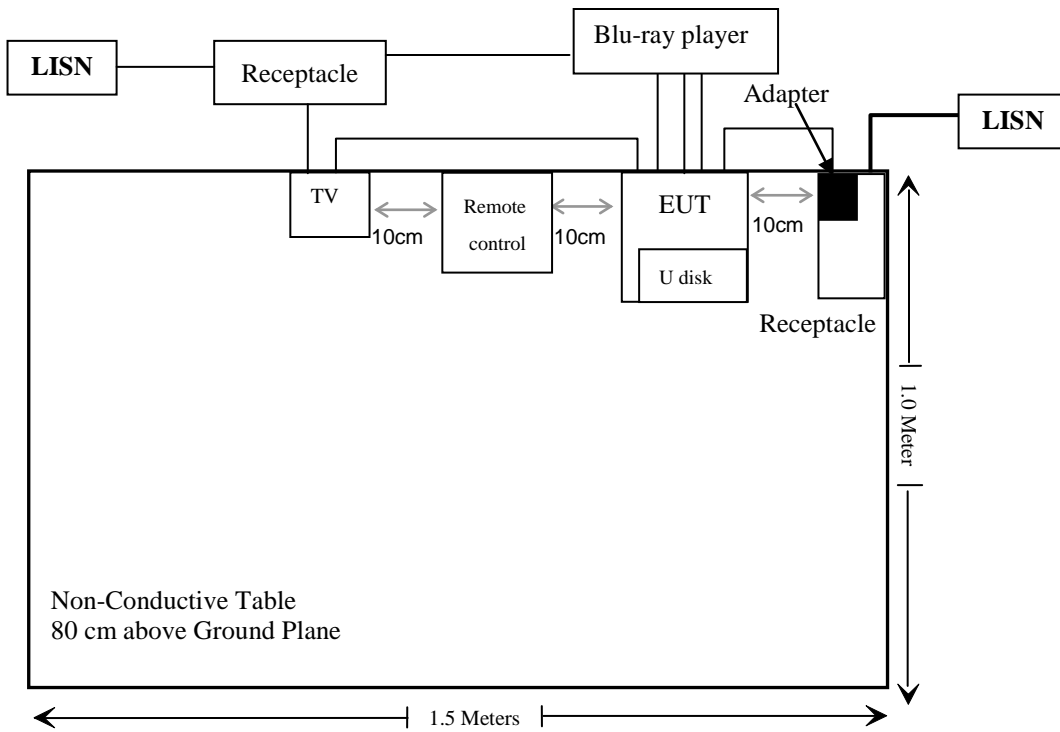 Blu-ray player
LISN
Receptacle
Adapter
LISN
TV
Remote
control
EUT
10cm
10cm
10cm
U disk
Receptacle
1.0 Meter
Non-Conductive Table
80 cm above Ground Plane
1.5 Meters